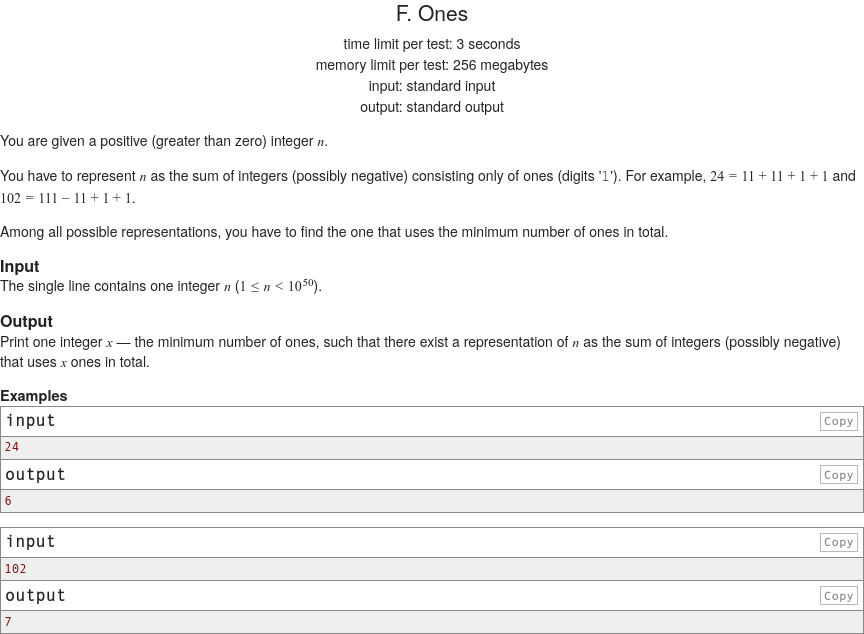 F. Ones
time limit per test: 3 seconds
memory limit per test: 256 megabytes
input: standard input
output: standard output
You are given a positive (greater than zero) integer n.
You have to represent n as the sum of integers (possibly negative) consisting only of ones (digits '1'). For example, 24 = 11 + 11 + 1 + 1 and
102 = 111 − 11 + 1 + 1.
Among all possible representations, you have to find the one that uses the minimum number of ones in total.
Input
The single line contains one integer n (1 ≤ n < 10^50).
Output
Print one integer x — the minimum number of ones, such that there exist a representation of n as the sum of integers (possibly negative)
that uses x ones in total.
Examples
input Copy
24
output Copy
6
input Copy
102
output Copy
7